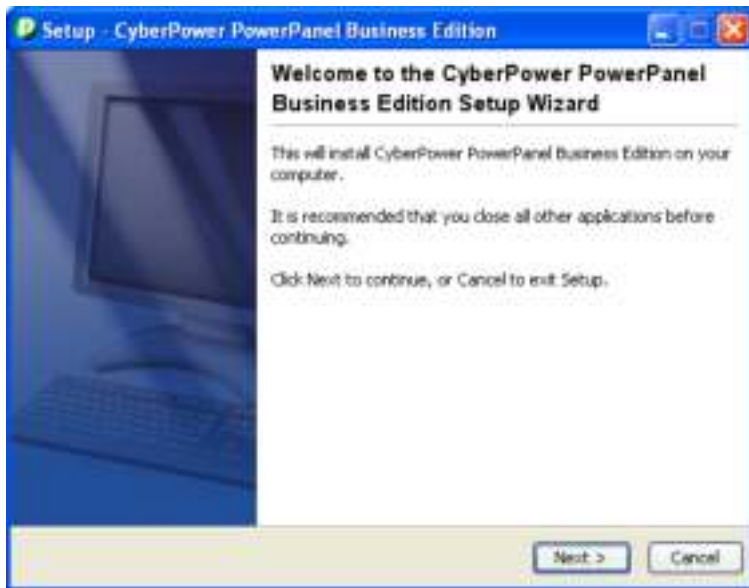 Setup - CyberPower PowerPanel Business Edition
Welcome to the CyberPower PowerPanel
Business Edition Setup Wizard
This will install CyberPower PowerPanel Business Edition on your
computer.
It is recommended that you close all other applications before
continuing.
Click Next to continue, or Cancel to exit Setup.
Next >
Cancel